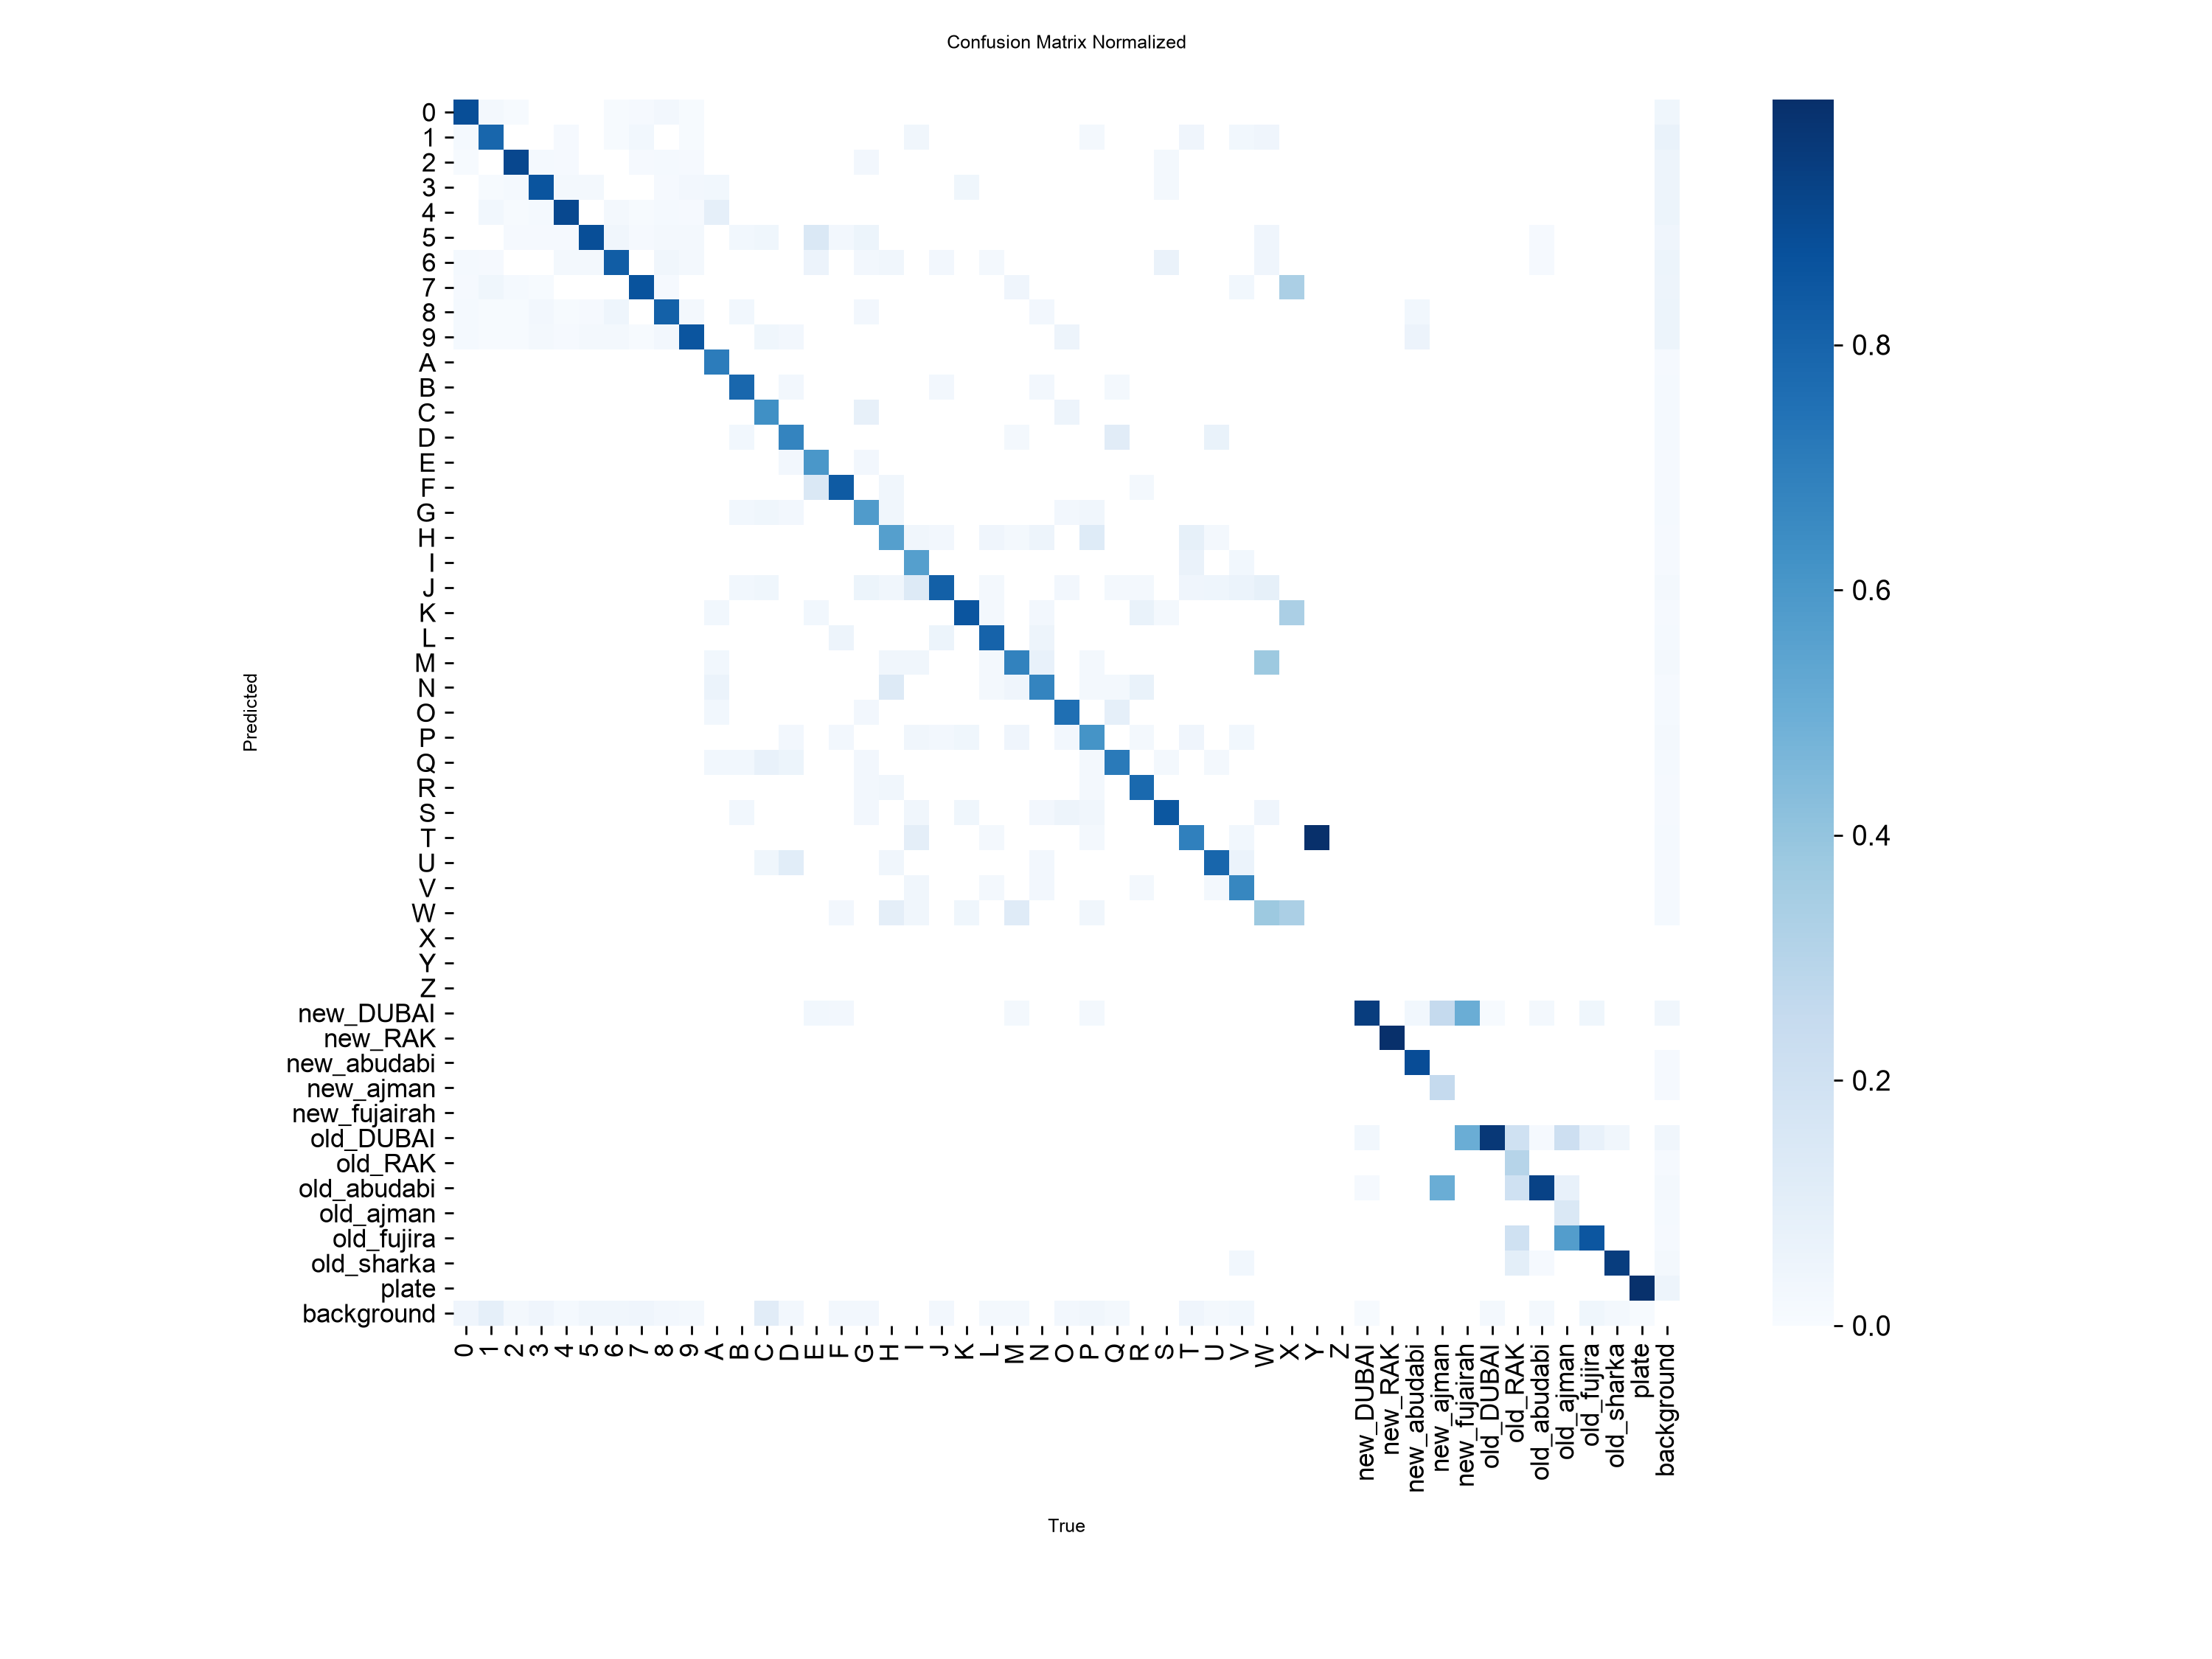 Confusion Matrix Normalized
0
1
2
3
4
5
6
7
8
9
A
B
C
D
E
F
G
H
I
J
K
L
M
N
O
P
Q
R
S
T
U
V
W
X
Y
Z
new_DUBAI
new_RAK
new_abudabi
new_ajman
new_fujairah
old_DUBAI
old_RAK
old_abudabi
old_ajman
old_fujira
old_sharka
plate
background
Predicted
0 1 2 3 4 5 6 7 8 9 A B C D E F G H I J K L M N O P Q R S T U V W X Y Z new_DUBAI new_RAK new_abudabi new_ajman new_fujairah old_DUBAI old_RAK old_abudabi old_ajman old_fujira old_sharka plate background
True
0.8
0.6
0.4
0.2
0.0